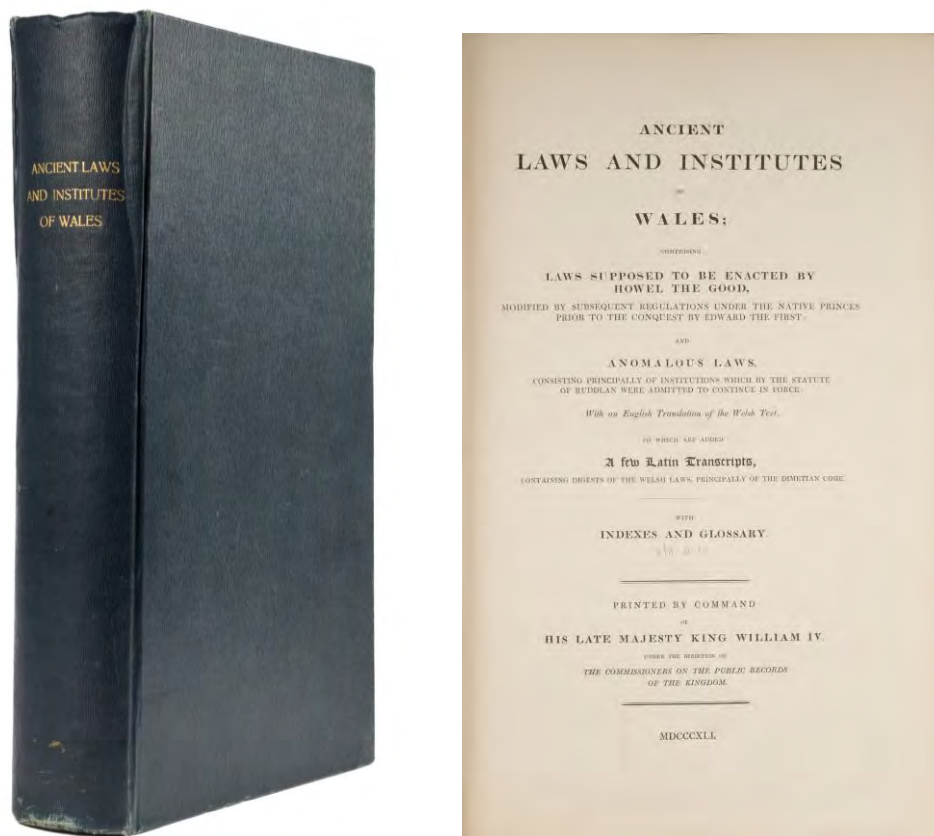 ANCIENT LAWS
AND INSTITUTES
OF WALES
ANCIENT
LAWS AND INSTITUTES
OF
WALES;
COMPRISING
LAWS SUPPOSED TO BE ENACTED BY
HOWEL THE GOOD,
MODIFIED BY SUBSEQUENT REGULATIONS UNDER THE NATIVE PRINCES
PRIOR TO THE CONQUEST BY EDWARD THE FIRST:
AND
ANOMALOUS LAWS,
CONSISTING PRINCIPALLY OF INSTITUTIONS WHICH BY THE STATUTE
OF RUDDLAN WERE ADMITTED TO CONTINUE IN FORCE:
With an English Translation of the Welsh Text.
TO WHICH ARE ADDED
A few Latin Transcripts,
CONTAINING DIGESTS OF THE WELSH LAWS, PRINCIPALLY OF THE DIMETIAN CODE.
WITH
INDEXES AND GLOSSARY.
PRINTED BY COMMAND
OF
HIS LATE MAJESTY KING WILLIAM IV.
UNDER THE DIRECTION OF
THE COMMISSIONERS ON THE PUBLIC RECORDS
OF THE KINGDOM.
MDCCCXLI.